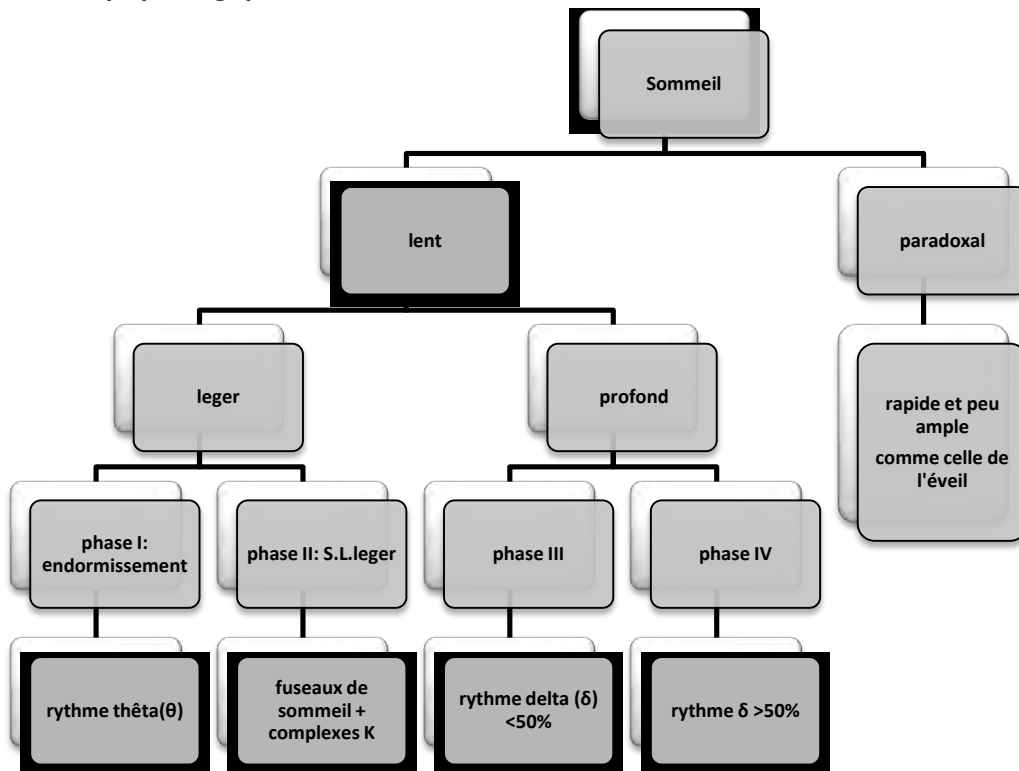 Sommeil
lent
paradoxal
leger
profond
rapide et peu
ample
comme celle de
l'éveil
phase I:
endormissement
phase II: S.L.leger
phase III
phase IV
rythme thêta(θ)
fuseaux de
sommeil +
complexes K
rythme delta (δ)
<50%
rythme δ >50%